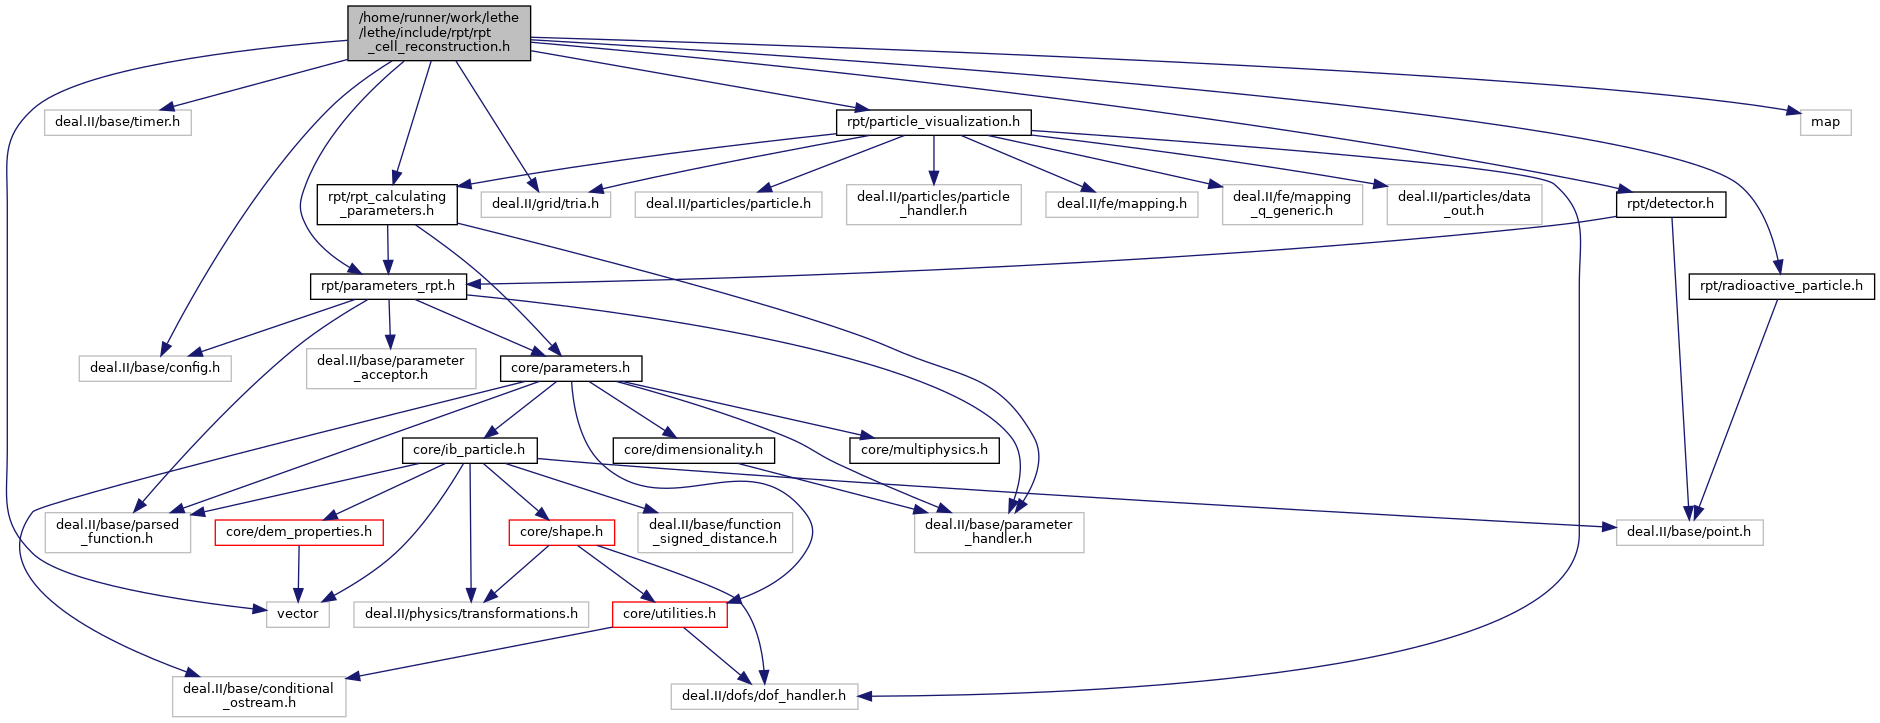 /home/runner/work/lethe
/lethe/include/rpt/rpt
_cell_reconstruction.h
deal.II/base/timer.h
rpt/particle_visualization.h
map
rpt/rpt_calculating
_parameters.h
deal.II/grid/tria.h
deal.II/particles/particle.h
deal.II/particles/particle
_handler.h
deal.II/fe/mapping.h
deal.II/fe/mapping
_q_generic.h
deal.II/particles/data
_out.h
rpt/detector.h
rpt/parameters_rpt.h
rpt/radioactive_particle.h
deal.II/base/config.h
deal.II/base/parameter
_acceptor.h
core/parameters.h
core/ib_particle.h
core/dimensionality.h
core/multiphysics.h
deal.II/base/parsed
_function.h
core/dem_properties.h
core/shape.h
deal.II/base/function
_signed_distance.h
deal.II/base/parameter
_handler.h
deal.II/base/point.h
vector
deal.II/physics/transformations.h
core/utilities.h
deal.II/base/conditional
_ostream.h
deal.II/dofs/dof_handler.h